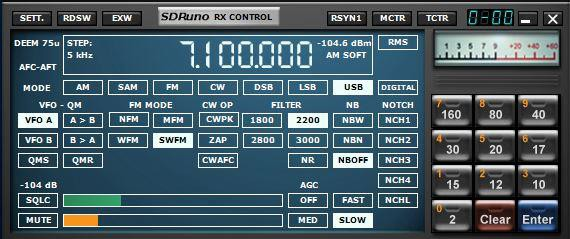 SETT. RDSW EXW SDRuno RX CONTROL RSYN1 MCTR TCTR 0-00
DEEM 75u STEP: 7.100.000 -104.6 dBm RMS
5 kHz AM SOFT
AFC-AFT
MODE AM SAM FM CW DSB LSB USB DIGITAL
VFO - QM FM MODE CW OP FILTER NB NOTCH
VFO A A > B NFM MFM CWPK 1800 2200 NBW NCH1
VFO B B > A WFM SWFM ZAP 2800 3000 NBN NCH2
QMS QMR CWAFC NR NBOFF NCH3
-104 dB AGC NCH4
SQLC OFF FAST NCHL
MUTE MED SLOW
1 3 5 7 9 +20 +40 +60
7 160 8 80 9 40
4 30 5 20 6 17
1 15 2 12 3 10
0 2 Clear Enter